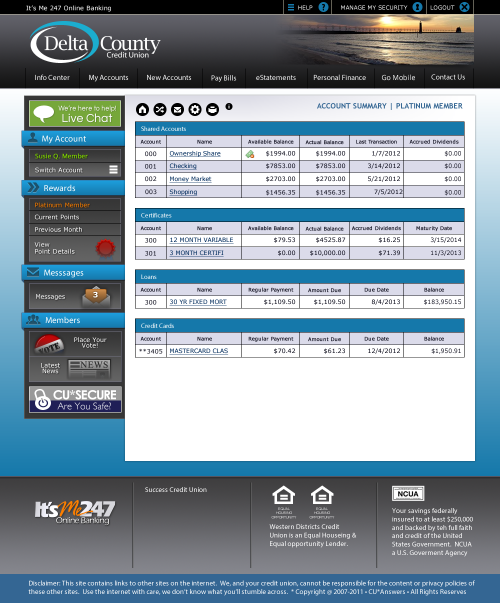 It's Me 247 Online Banking
HELP ?
MANAGE MY SECURITY
LOGOUT
Delta County
Credit Union
Info Center
My Accounts
New Accounts
Pay Bills
eStatements
Personal Finance
Go Mobile
Contact Us
We're here to help!
Live Chat
My Account
Susie Q. Member
Switch Account
Rewards
Platinum Member
Current Points
Previous Month
View
Point Details
Messsages
Messages 3
Members
VOTE
Place Your
Vote!
Latest
News
NEWS
CU*SECURE
Are You Safe?
ACCOUNT SUMMARY | PLATINUM MEMBER
Shared Accounts
Account Name Available Balance Actual Balance Last Transaction Accrued Dividends
000 Ownership Share $1994.00 $1994.00 1/7/2012 $0.00
001 Checking $7853.00 $7853.00 3/14/2012 $0.00
002 Money Market $2703.00 $2703.00 5/21/2012 $0.00
003 Shopping $1456.35 $1456.35 7/5/2012 $0.00
Certificates
Account Name Available Balance Actual Balance Accrued Dividends Maturity Date
300 12 MONTH VARIABLE $79.53 $4525.87 $16.25 3/15/2014
301 3 MONTH CERTIFI $0.00 $10,000.00 $71.39 11/3/2013
Loans
Account Name Regular Payment Amount Due Due Date Balance
300 30 YR FIXED MORT $1,109.50 $1,109.50 8/4/2013 $183,950.15
Credit Cards
Account Name Regular Payment Amount Due Due Date Balance
**3405 MASTERCARD CLAS $70.42 $61.23 12/4/2012 $1,950.91
It's Me 247
Online Banking
Success Credit Union
EQUAL HOUSING
OPPORTUNITY
EQUAL HOUSING
OPPORTUNITY
Western Districts Credit
Union is an Equal Houseing &
Equal opportunity Lender.
NCUA
Your savings federally
insured to at least $250,000
and backed by teh full faith
and credit of the United
States Government. NCUA
a U.S. Goverment Agency
Disclaimer: This site contains links to other sites on the internet. We, and your credit union, cannot be responsible for the content or privacy policies of
these other sites. Use the internet with care, we don't know what you'll stumble across. * Copyright @ 2007-2011 • CU*Answers • All Rights Reserves